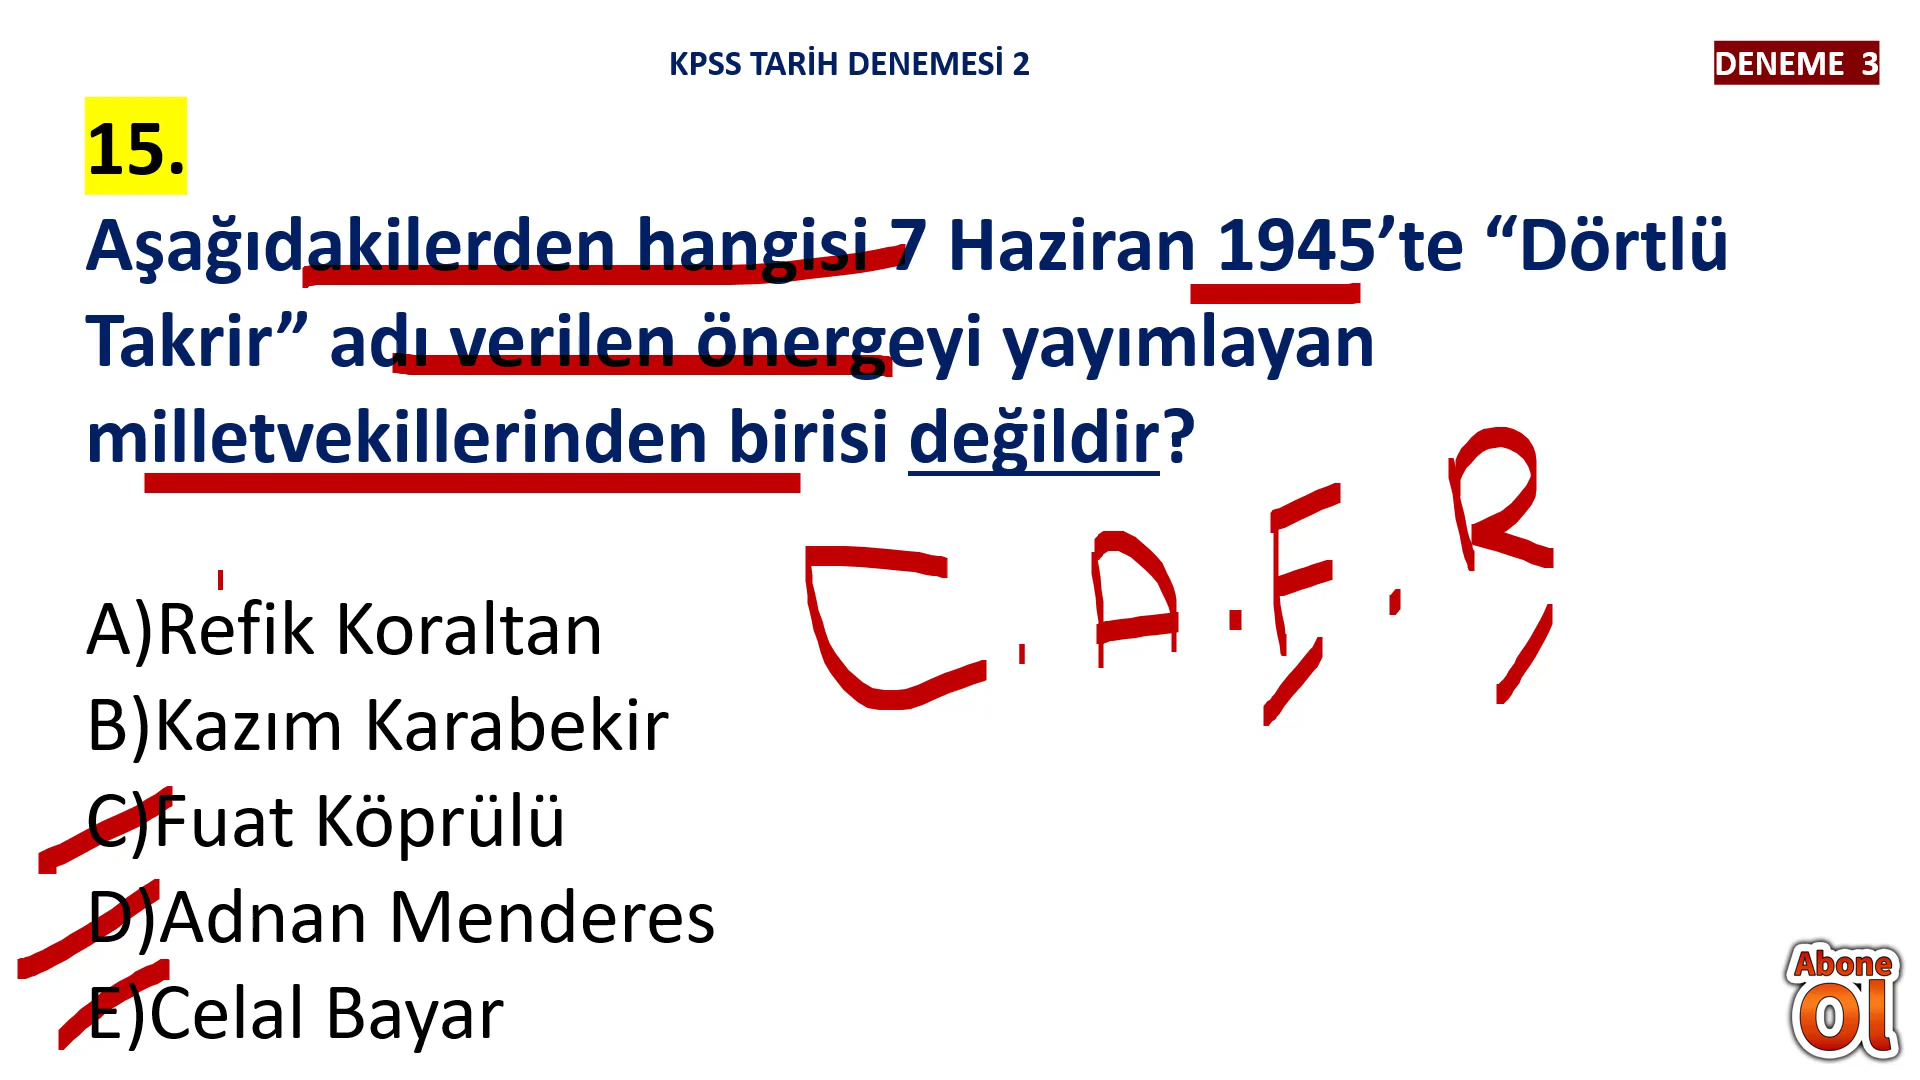 KPSS TARİH DENEMESİ 2
DENEME 3
15.
Aşağıdakilerden hangisi 7 Haziran 1945’te “Dörtlü
Takrir” adı verilen önergeyi yayımlayan
milletvekillerinden birisi değildir?
C. A. F. R
A)Refik Koraltan
B)Kazım Karabekir
C)Fuat Köprülü
D)Adnan Menderes
E)Celal Bayar
Abone
ol